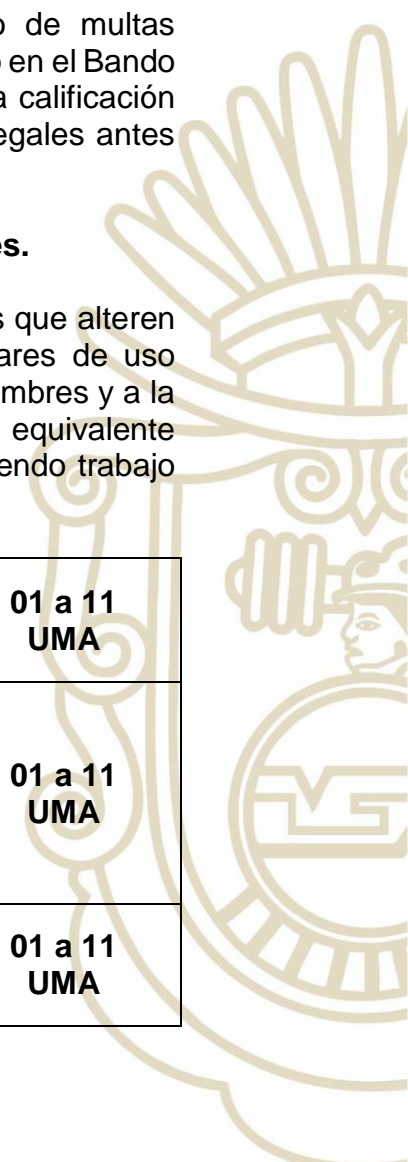 o de multas
o en el Bando
a calificación
egales antes
es.
s que alteren
ares de uso
mbres y a la
equivalente
endo trabajo
01 a 11
UMA
01 a 11
UMA
01 a 11
UMA